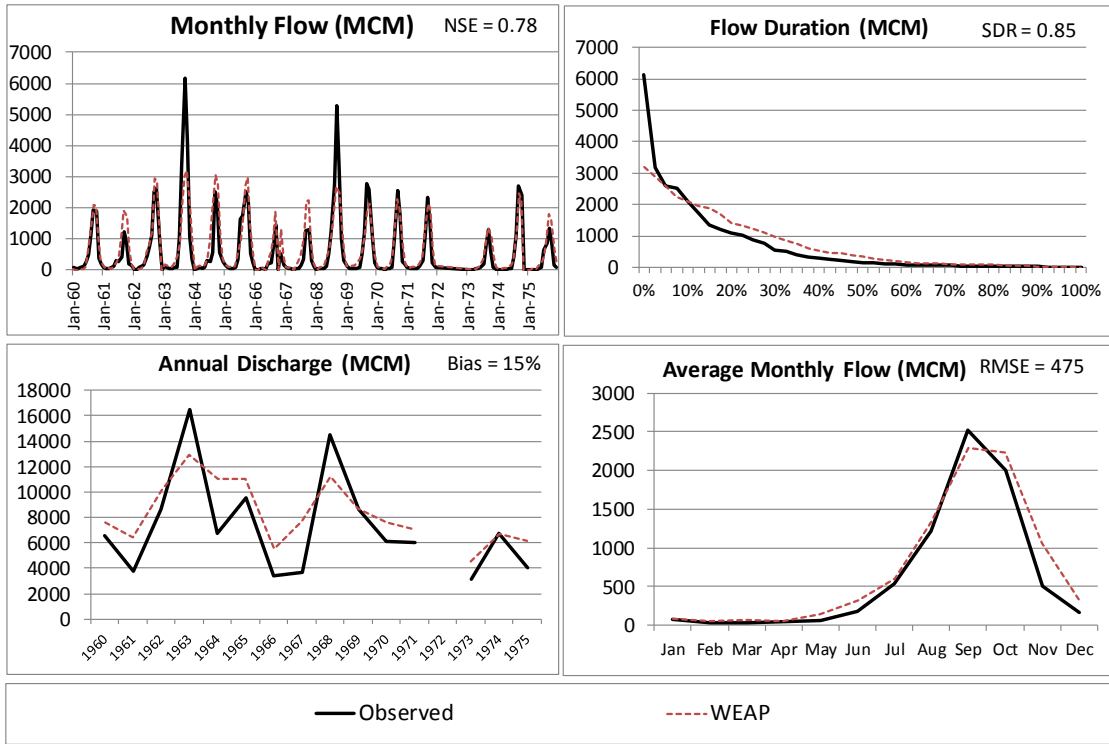 Monthly Flow (MCM) NSE = 0.78
7000
6000
5000
4000
3000
2000
1000
0
Jan-60
Jan-61
Jan-62
Jan-63
Jan-64
Jan-65
Jan-66
Jan-67
Jan-68
Jan-69
Jan-70
Jan-71
Jan-72
Jan-73
Jan-74
Jan-75
Flow Duration (MCM) SDR = 0.85
7000
6000
5000
4000
3000
2000
1000
0
0% 10% 20% 30% 40% 50% 60% 70% 80% 90% 100%
Annual Discharge (MCM) Bias = 15%
18000
16000
14000
12000
10000
8000
6000
4000
2000
0
1960
1961
1962
1963
1964
1965
1966
1967
1968
1969
1970
1971
1972
1973
1974
1975
Average Monthly Flow (MCM) RMSE = 475
3000
2500
2000
1500
1000
500
0
Jan Feb Mar Apr May Jun Jul Aug Sep Oct Nov Dec
Observed WEAP